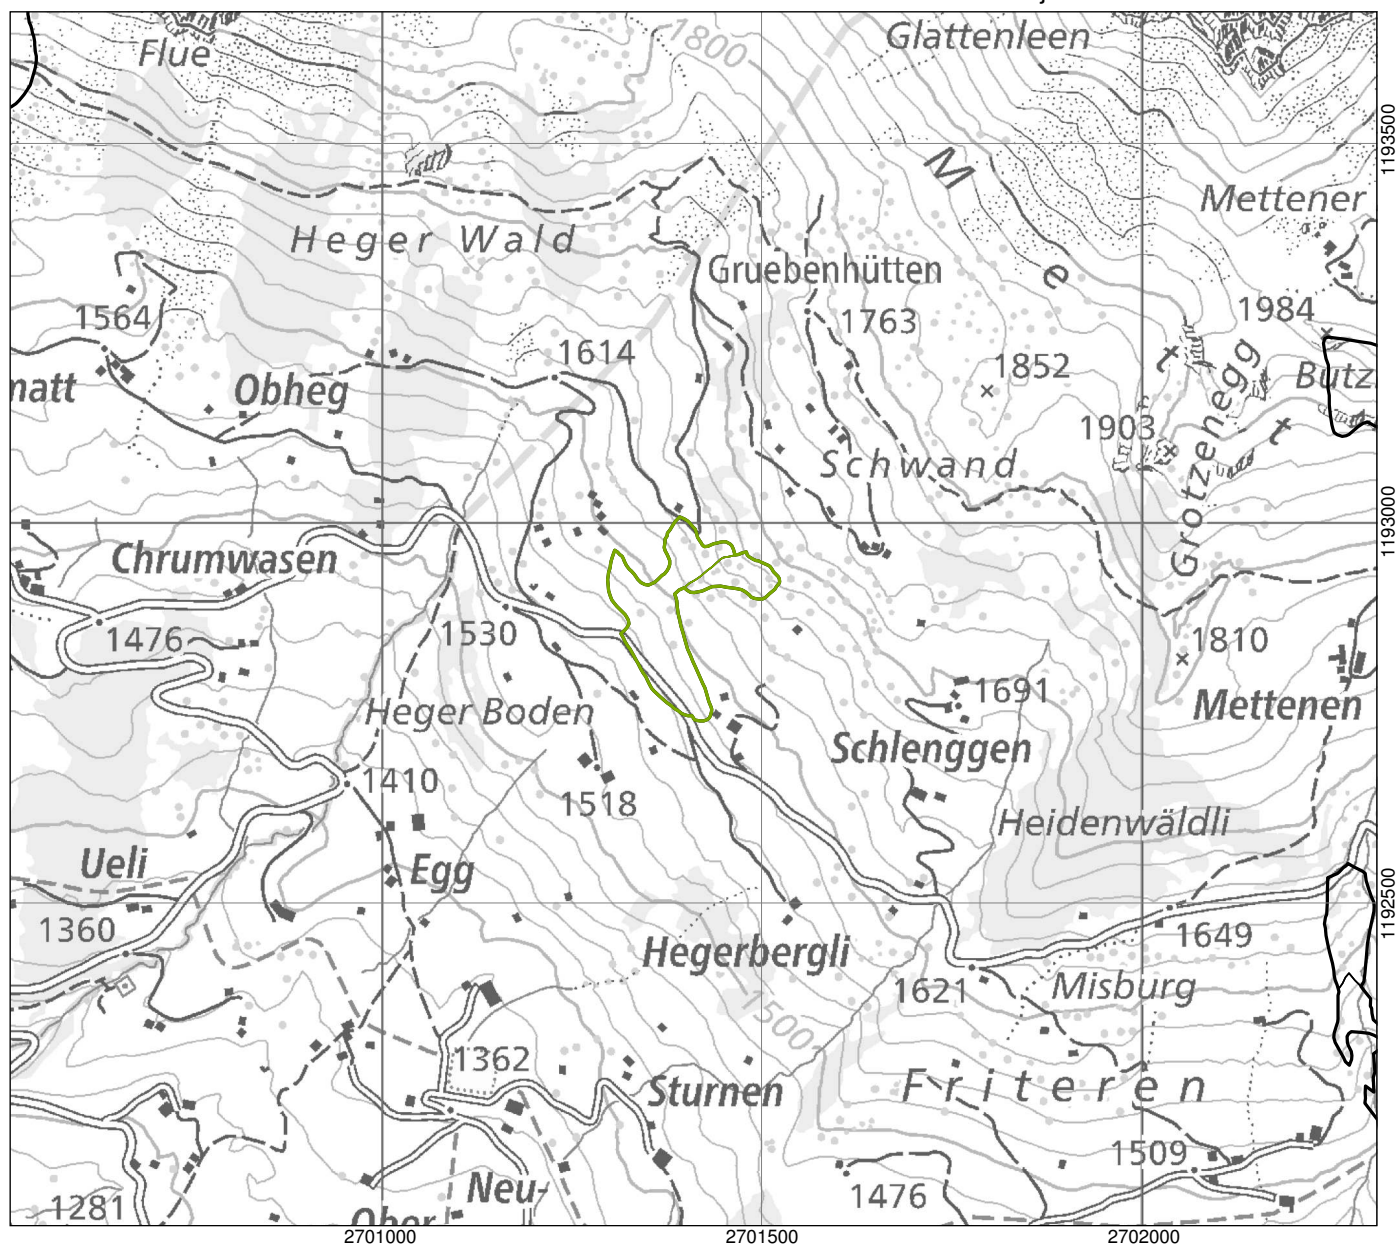 Flue
1800
Glattenleen
1193500
M
Mettener
Heger Wald
Gruebenhütten
e
1564
1763
1984
1614
1852
matt
Obheg
Butz
1903
Grotzenegg
Schwand
1193000
Chrumwasen
1476
1530
1810
1691
Heger Boden
Mettenen
Schlenggen
1410
1518
Heidenwäldli
Ueli
Egg
1192500
1360
Hegerbergli
1649
1621
Misburg
1500
1362
Sturnen
Friteren
1509
1476
Neu-
1281
Ober
2701000
2701500
2702000